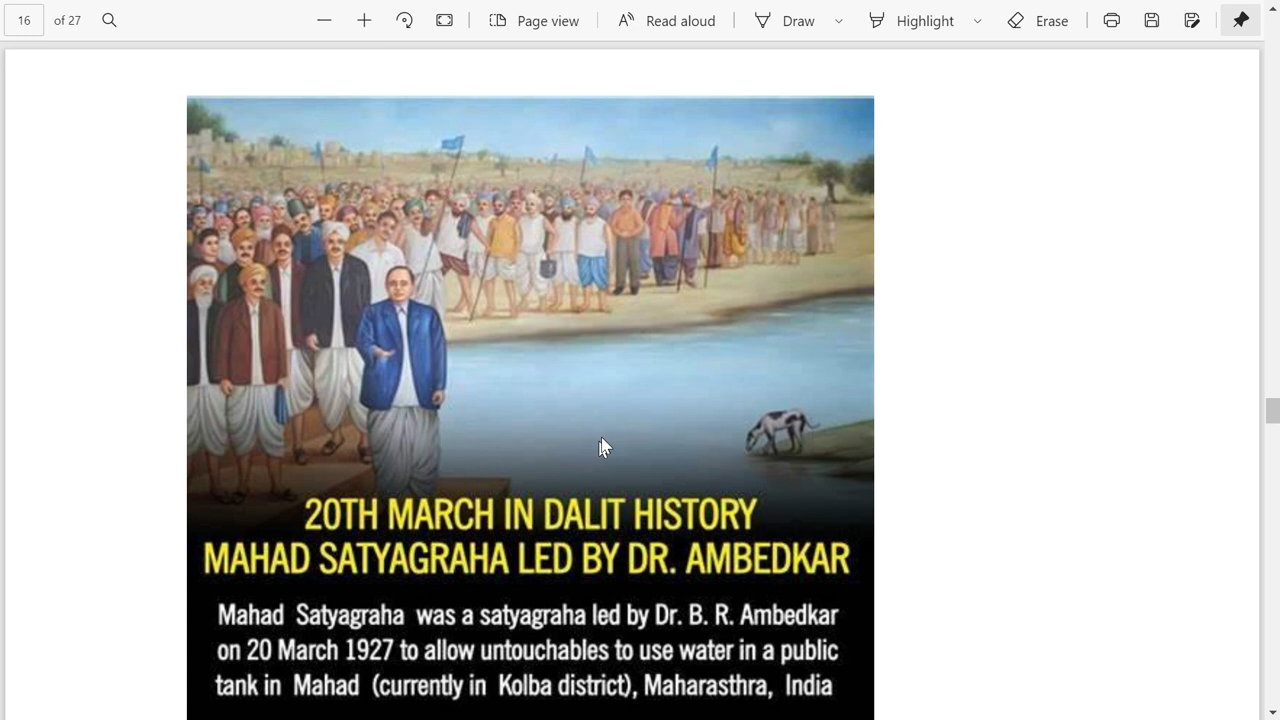 16 of 27 Page view Read aloud Draw Highlight Erase
20TH MARCH IN DALIT HISTORY
MAHAD SATYAGRAHA LED BY DR. AMBEDKAR
Mahad Satyagraha was a satyagraha led by Dr. B. R. Ambedkar
on 20 March 1927 to allow untouchables to use water in a public
tank in Mahad (currently in Kolba district), Maharasthra, India